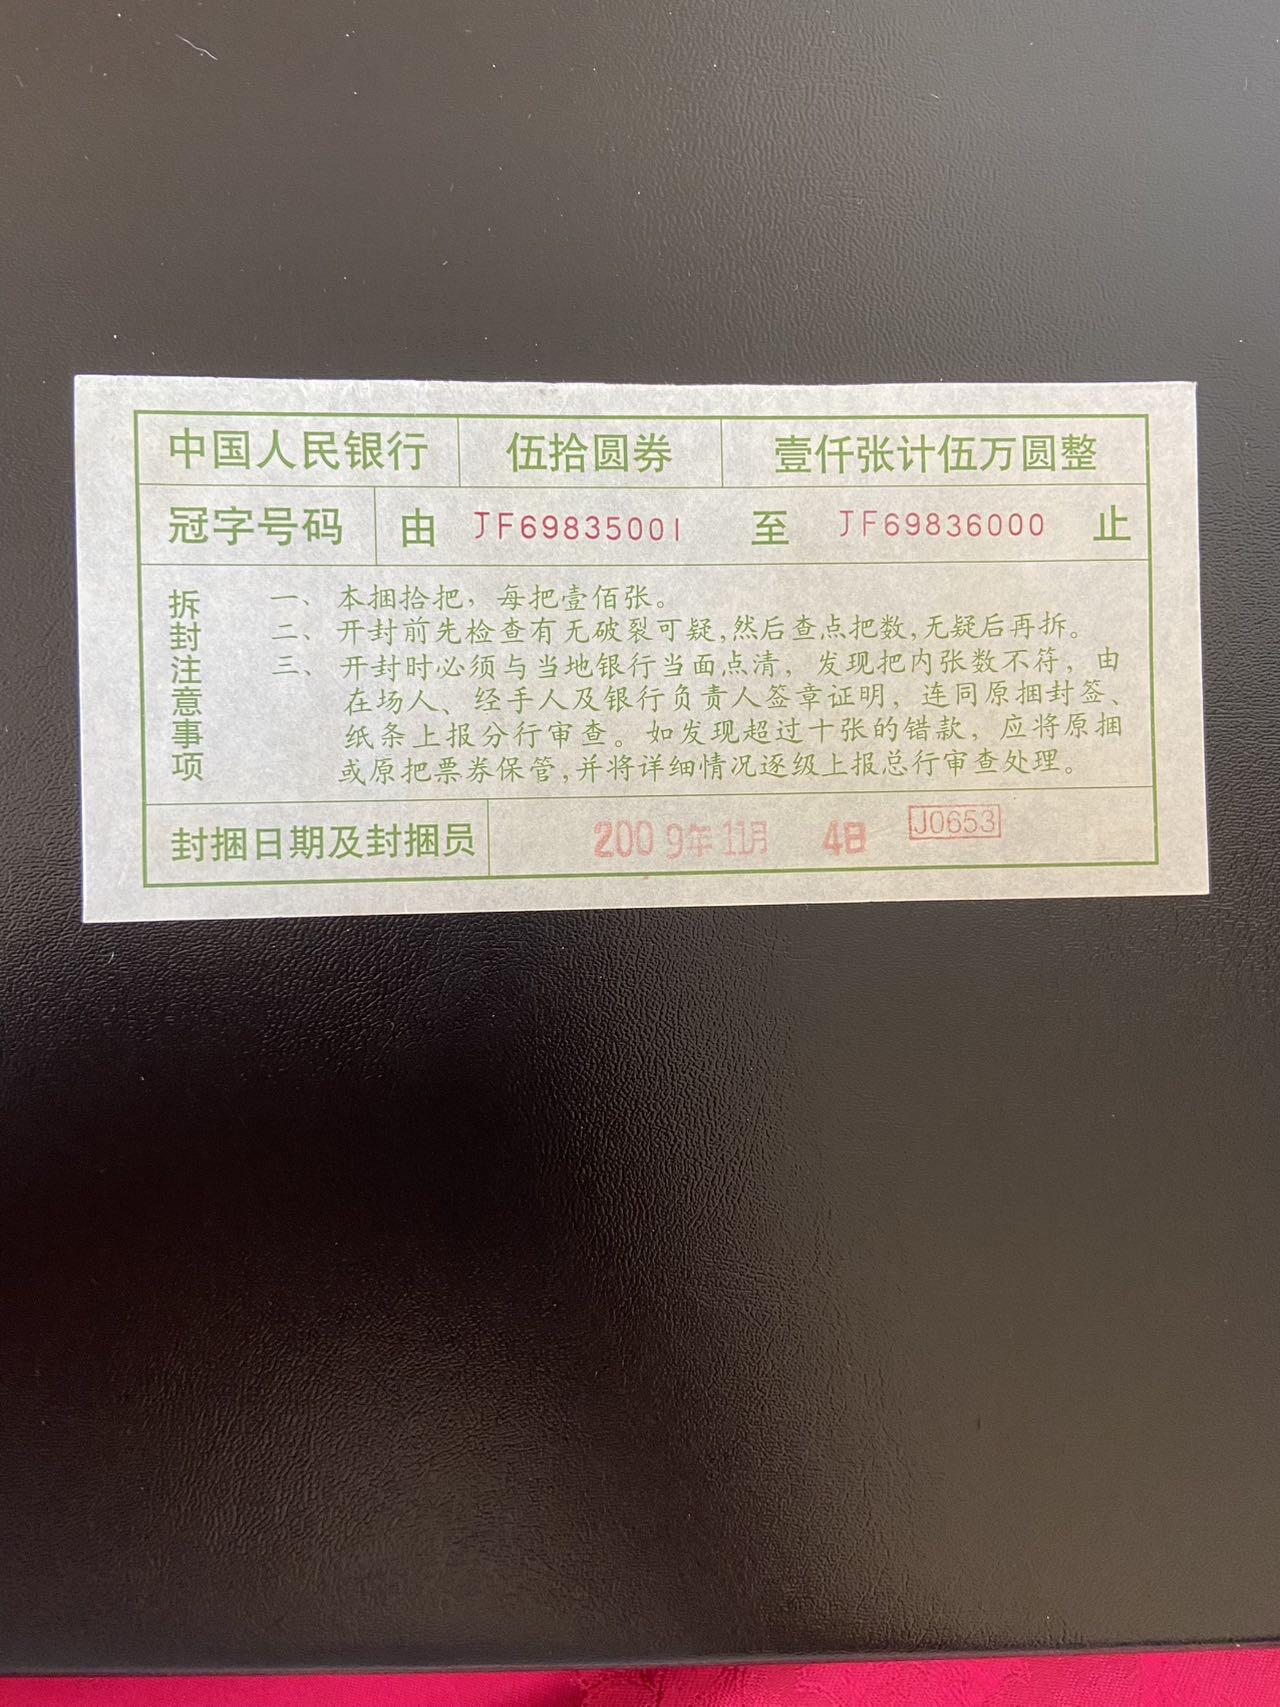 中国人民银行 伍拾圆券 壹仟张计伍万圆整
冠字号码 由 JF69835001 至 JF69836000 止
拆封注意事项
一、本捆拾把，每把壹佰张。
二、开封前先检查有无破裂可疑,然后查点把数,无疑后再拆。
三、开封时必须与当地银行当面点清，发现把内张数不符，由
在场人、经手人及银行负责人签章证明，连同原捆封签、
纸条上报分行审查。如发现超过十张的错款，应将原捆
或原把票券保管,并将详细情况逐级上报总行审查处理。
封捆日期及封捆员 2009年11月 4日 J0653